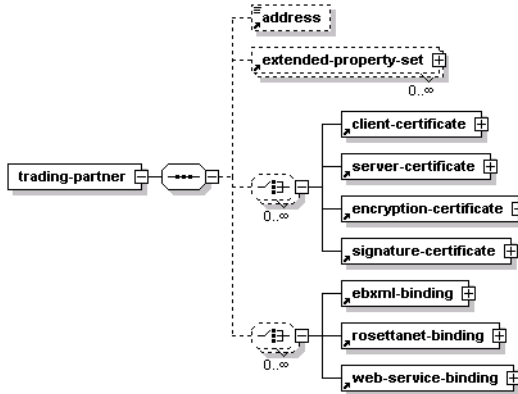 address
extended-property-set
0..∞
client-certificate
server-certificate
trading-partner
encryption-certificate
0..∞
signature-certificate
ebxml-binding
rosettanet-binding
0..∞
web-service-binding